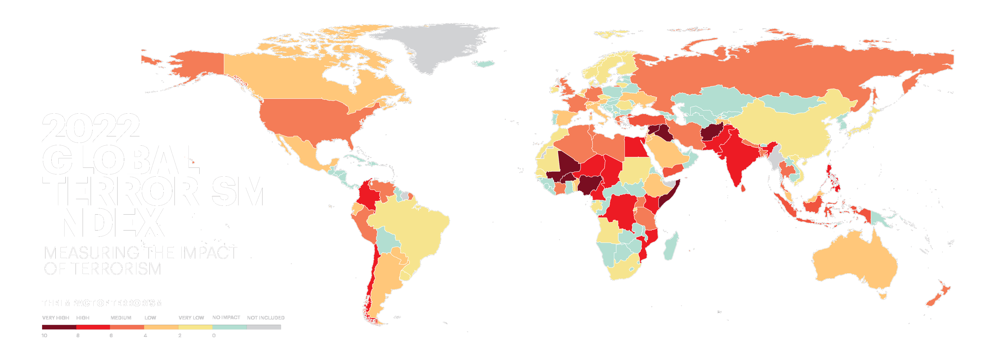 2022
GLOBAL
TERRORISM
INDEX
MEASURING THE IMPACT
OF TERRORISM
THE IMPACT OF TERRORISM
VERY HIGH HIGH MEDIUM LOW VERY LOW NO IMPACT NOT INCLUDED
10 8 6 4 2 0